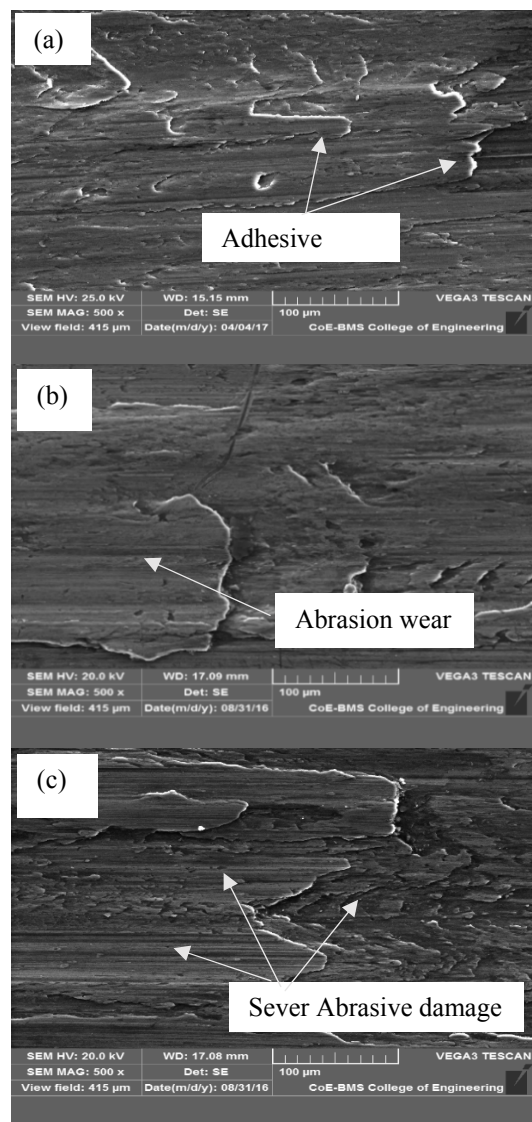 (a)
Adhesive
SEM HV: 25.0 kV WD: 15.15 mm VEGA3 TESCAN
SEM MAG: 500 x Det: SE 100 µm
View field: 415 µm Date(m/d/y): 04/04/17 CoE-BMS College of Engineering
(b)
Abrasion wear
SEM HV: 20.0 kV WD: 17.09 mm VEGA3 TESCAN
SEM MAG: 500 x Det: SE 100 µm
View field: 415 µm Date(m/d/y): 08/31/16 CoE-BMS College of Engineering
(c)
Sever Abrasive damage
SEM HV: 20.0 kV WD: 17.08 mm VEGA3 TESCAN
SEM MAG: 500 x Det: SE 100 µm
View field: 415 µm Date(m/d/y): 08/31/16 CoE-BMS College of Engineering